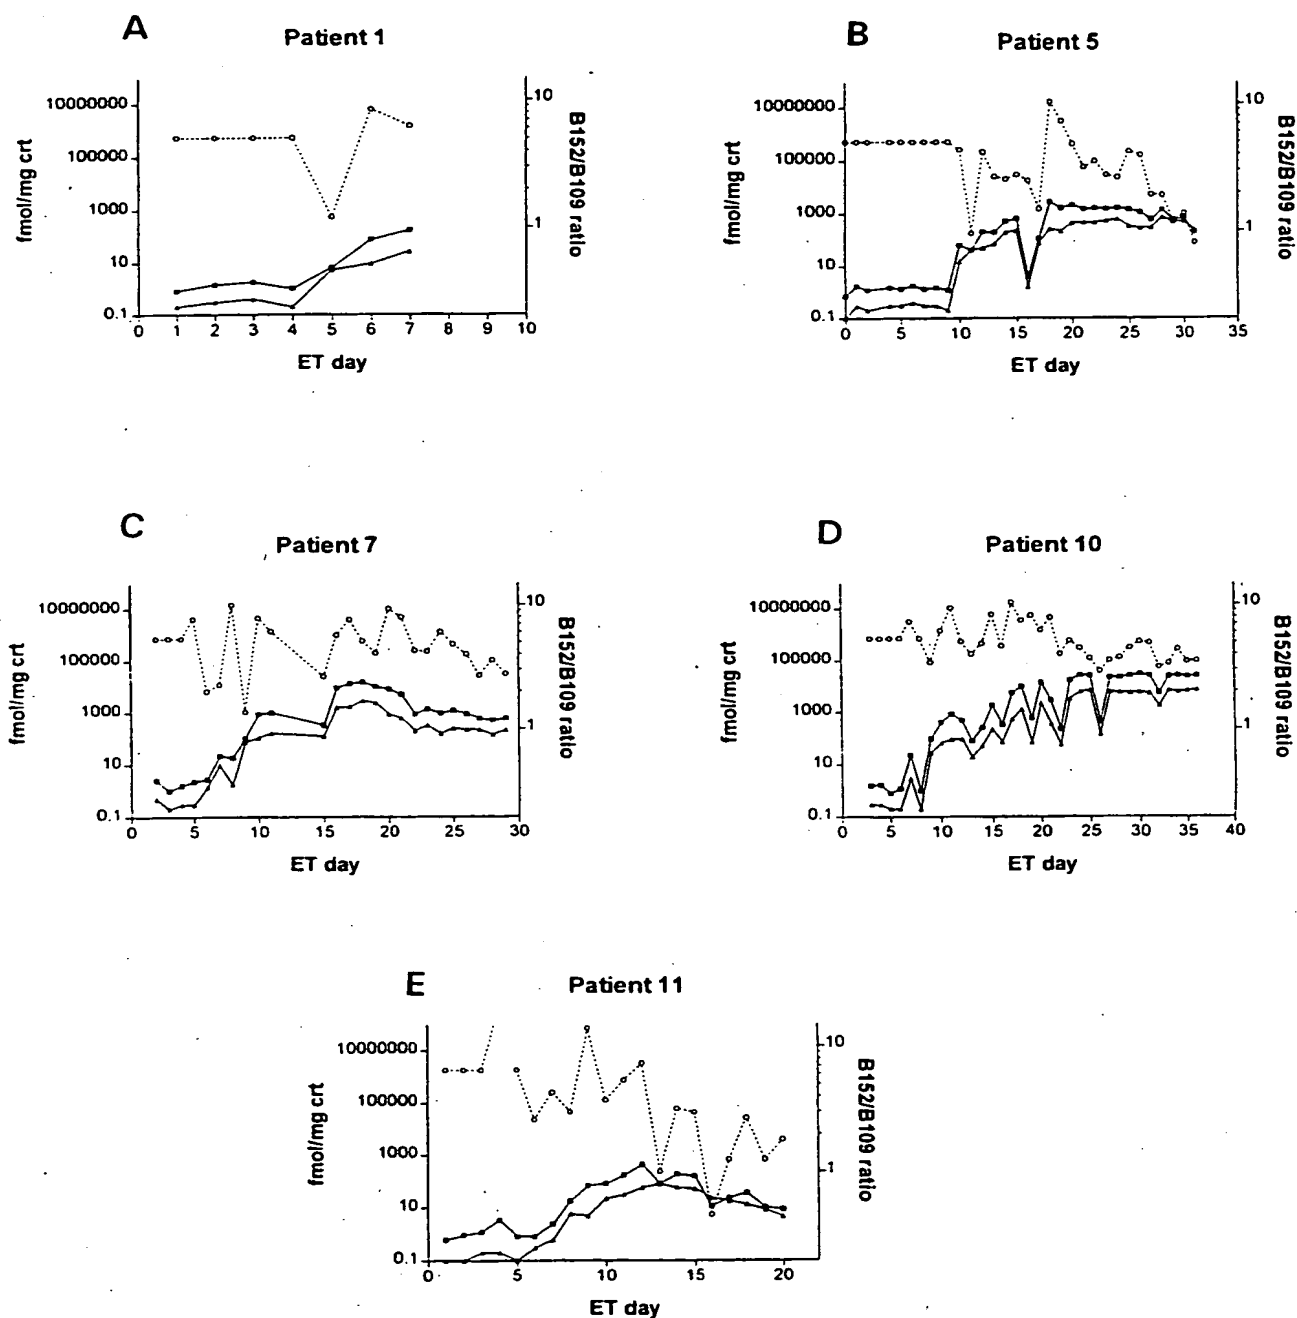 A
Patient 1
10000000
100000
1000
10
0.1
fmol/mg crt
10
1
B152/B109 ratio
0 1 2 3 4 5 6 7 8 9 10
ET day
B
Patient 5
10000000
100000
1000
10
0.1
fmol/mg crt
10
1
B152/B109 ratio
0 5 10 15 20 25 30 35
ET day
C
Patient 7
10000000
100000
1000
10
0.1
fmol/mg crt
10
1
B152/B109 ratio
0 5 10 15 20 25 30
ET day
D
Patient 10
10000000
100000
1000
10
0.1
fmol/mg crt
10
1
B152/B109 ratio
0 5 10 15 20 25 30 35 40
ET day
E
Patient 11
10000000
100000
1000
10
0.1
fmol/mg crt
10
1
B152/B109 ratio
0 5 10 15 20
ET day